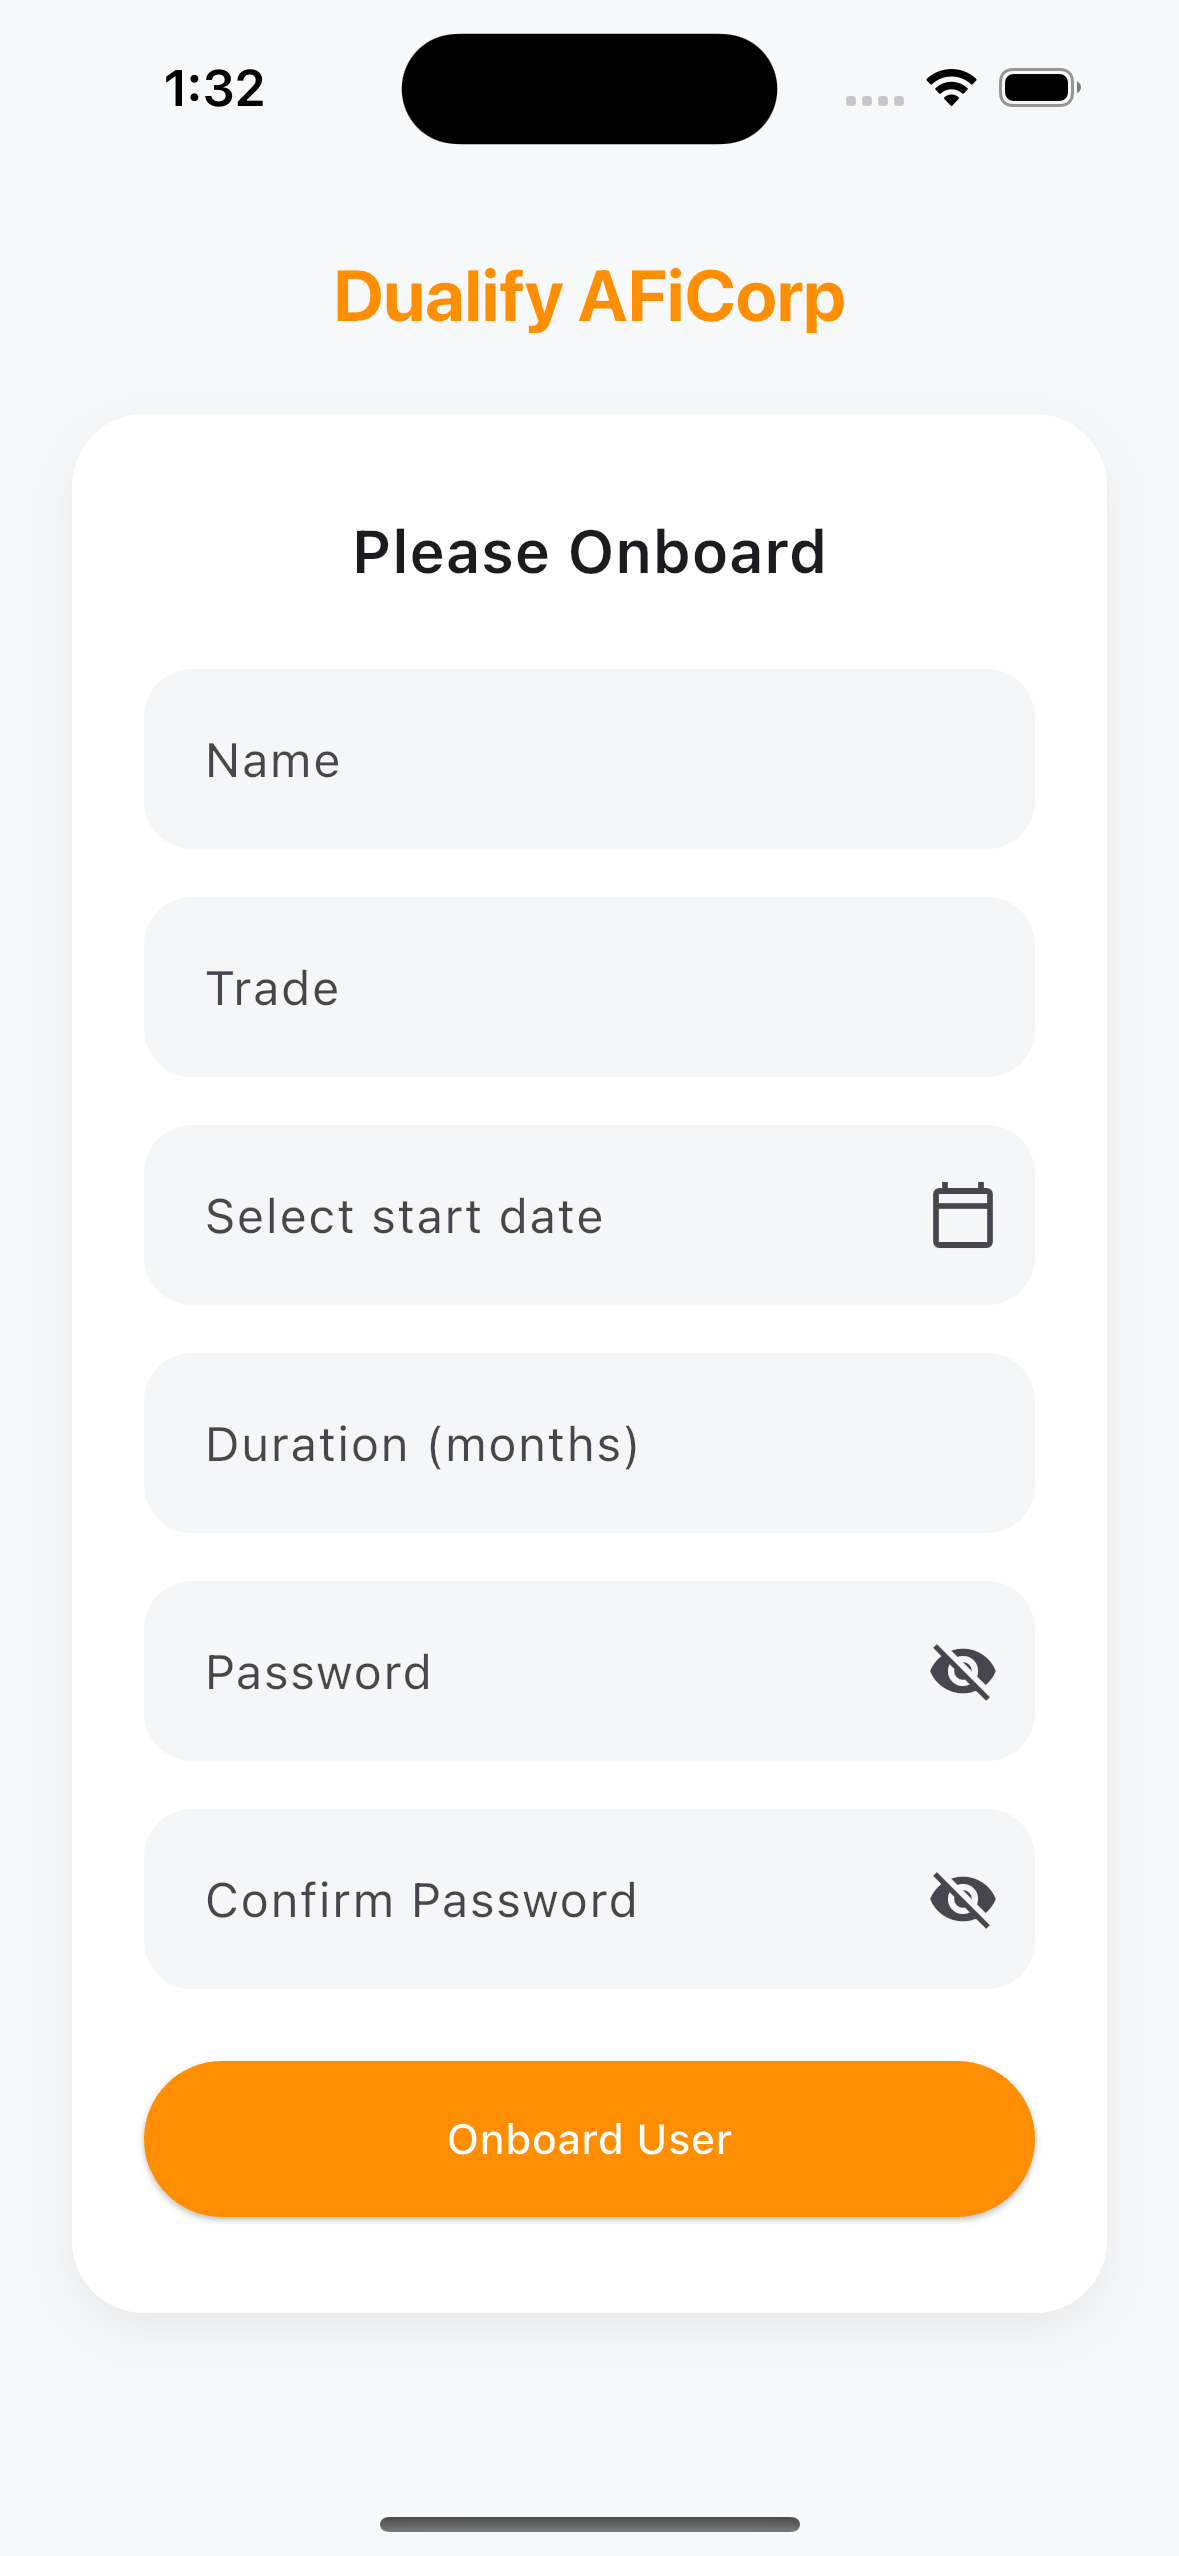 1:32
Dualify AFiCorp
Please Onboard
Name
Trade
Select start date
Duration (months)
Password
Confirm Password
Onboard User